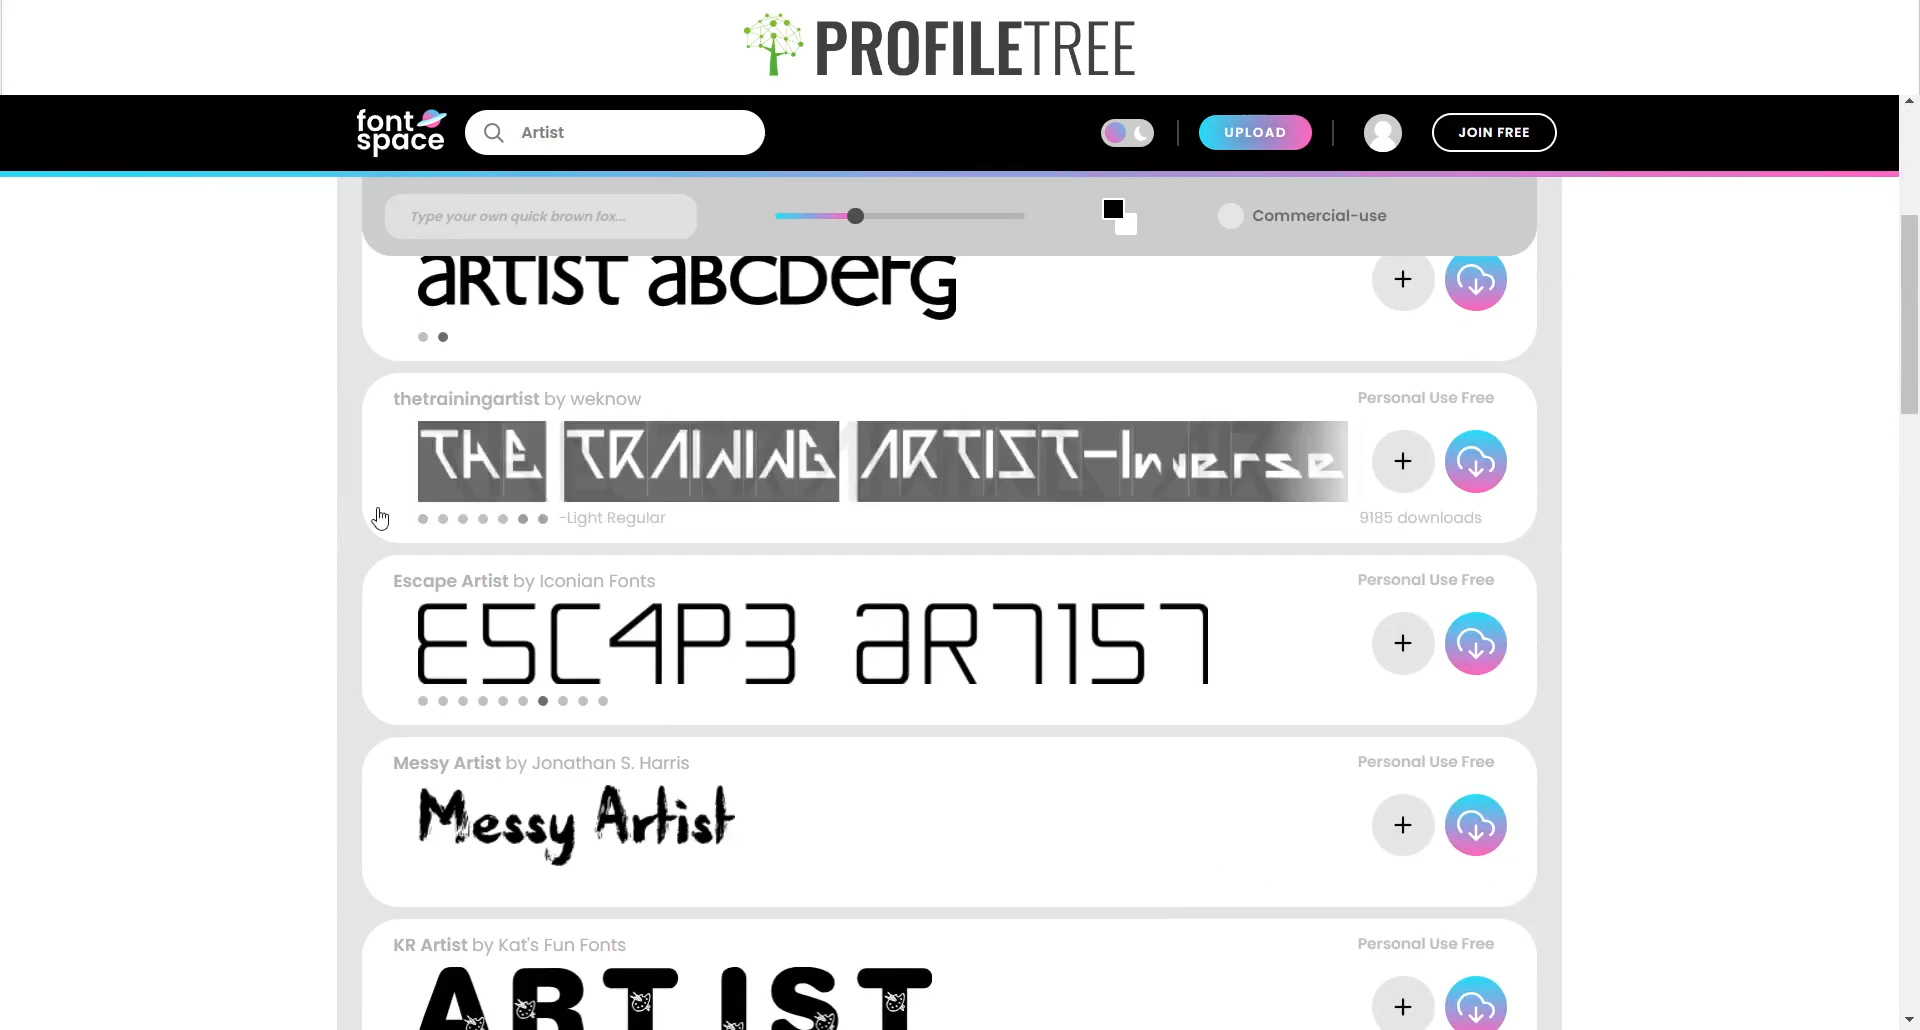 PROFILETREE
font space
Artist
UPLOAD
JOIN FREE
Type your own quick brown fox...
Commercial-use
ARTIST ABCDEFG
thetrainingartist by weknow
Personal Use Free
THE TRAINING ARTIST-Inverse
-Light Regular
9185 downloads
Escape Artist by Iconian Fonts
Personal Use Free
ESC4P3 ARTIST
Messy Artist by Jonathan S. Harris
Personal Use Free
Messy Artist
KR Artist by Kat's Fun Fonts
Personal Use Free
ARTIST